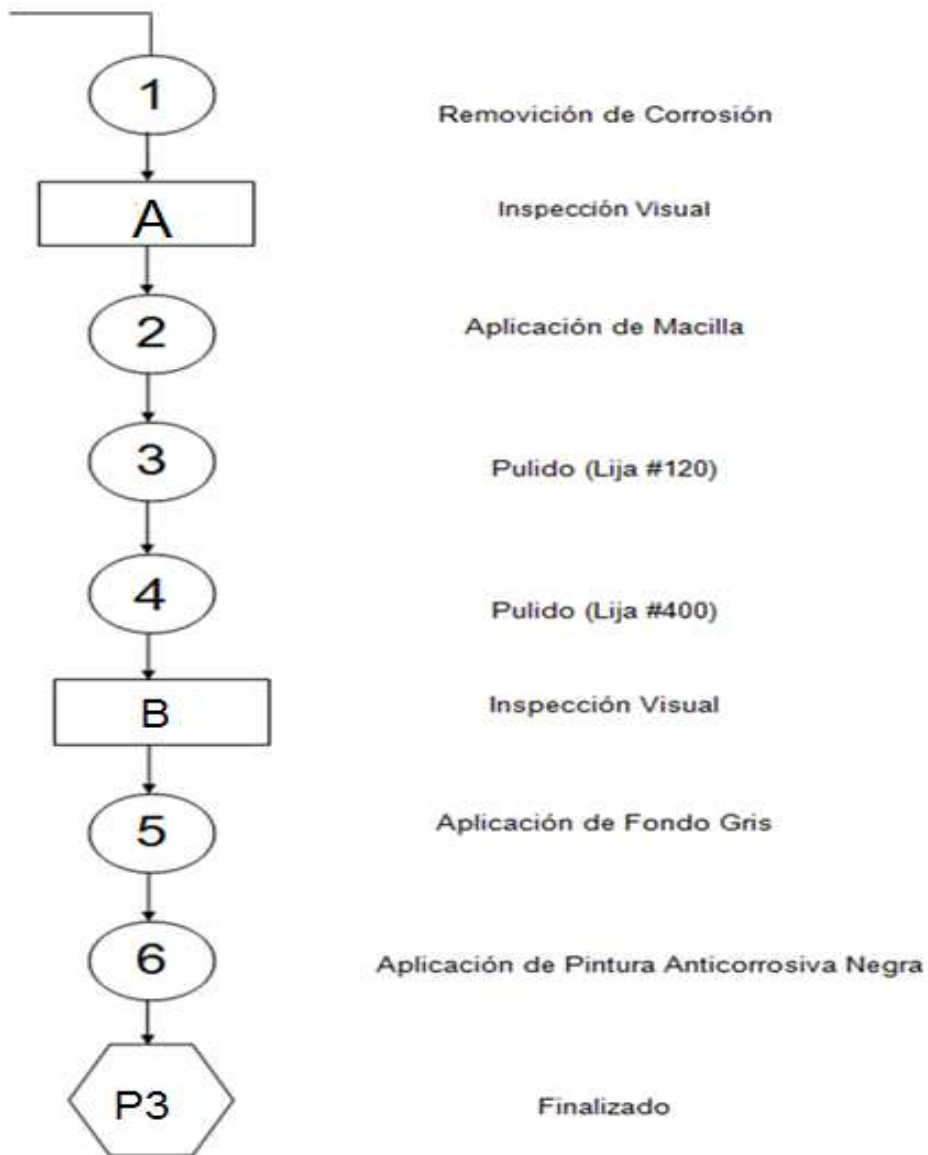 1
Removición de Corrosión
A
Inspección Visual
2
Aplicación de Macilla
3
Pulido (Lija #120)
4
Pulido (Lija #400)
B
Inspección Visual
5
Aplicación de Fondo Gris
6
Aplicación de Pintura Anticorrosiva Negra
P3
Finalizado